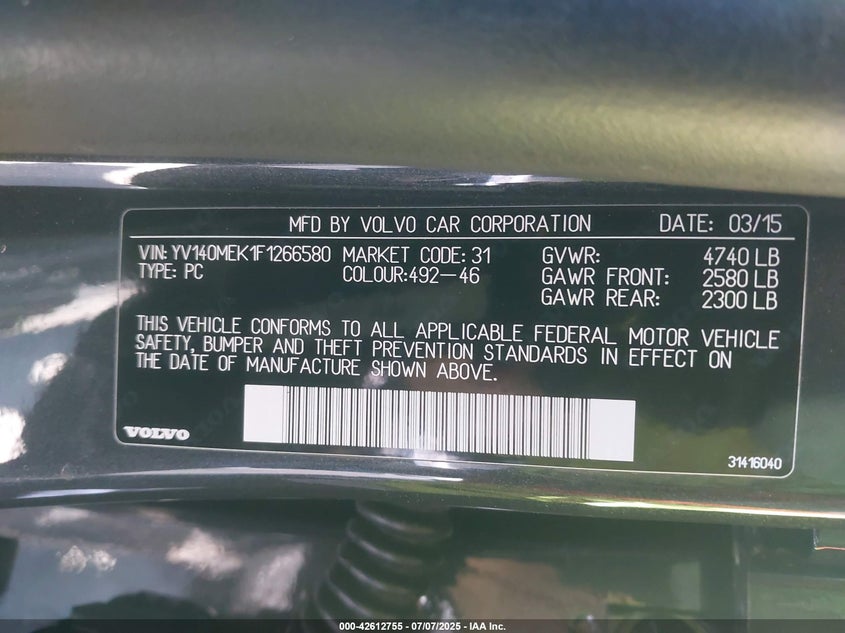 MFD BY VOLVO CAR CORPORATION DATE: 03/15
VIN: YV140MEK1F1266580 MARKET CODE: 31 GVWR: 4740 LB
TYPE: PC COLOUR:492-46 GAWR FRONT: 2580 LB
GAWR REAR: 2300 LB
THIS VEHICLE CONFORMS TO ALL APPLICABLE FEDERAL MOTOR VEHICLE
SAFETY, BUMPER AND THEFT PREVENTION STANDARDS IN EFFECT ON
THE DATE OF MANUFACTURE SHOWN ABOVE.
VOLVO
31416040
000-42612755 - 07/07/2025 - IAA Inc.